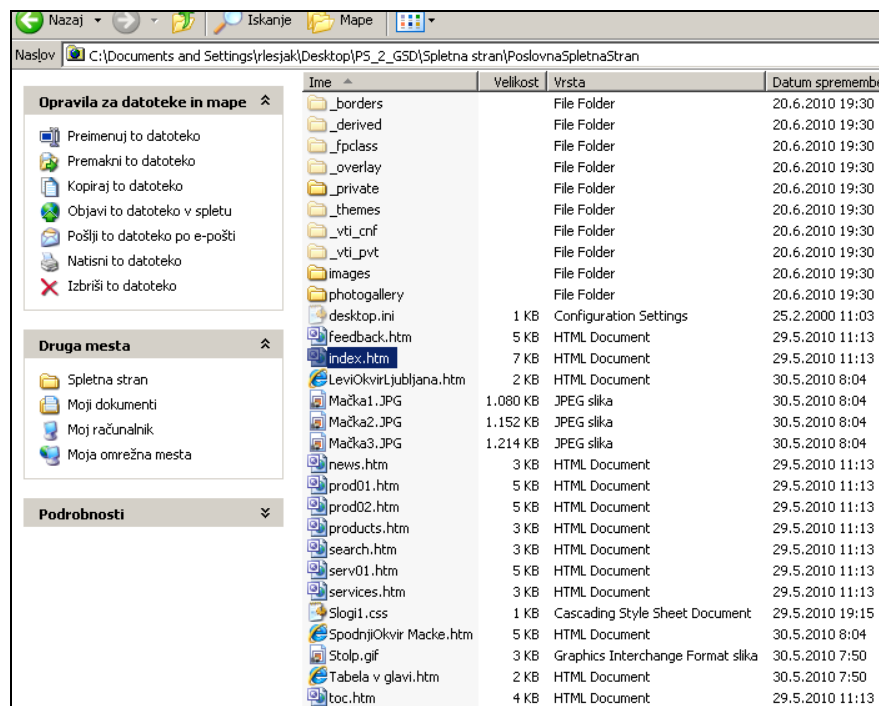 Nazaj Iskanje Mape
Naslov C:\Documents and Settings\rlesjak\Desktop\PS_2_GSD\Spletna stran\PoslovnaSpletnaStran
Opravila za datoteke in mape
Preimenuj to datoteko
Premakni to datoteko
Kopiraj to datoteko
Objavi to datoteko v spletu
Pošlji to datoteko po e-pošti
Natisni to datoteko
Izbriši to datoteko
Druga mesta
Spletna stran
Moji dokumenti
Moj računalnik
Moja omrežna mesta
Podrobnosti
Ime Velikost Vrsta Datum spremembe
_borders File Folder 20.6.2010 19:30
_derived File Folder 20.6.2010 19:30
_fpclass File Folder 20.6.2010 19:30
_overlay File Folder 20.6.2010 19:30
_private File Folder 20.6.2010 19:30
_themes File Folder 20.6.2010 19:30
_vti_cnf File Folder 20.6.2010 19:30
_vti_pvt File Folder 20.6.2010 19:30
images File Folder 20.6.2010 19:30
photogallery File Folder 20.6.2010 19:30
desktop.ini 1 KB Configuration Settings 25.2.2000 11:03
feedback.htm 5 KB HTML Document 29.5.2010 11:13
index.htm 7 KB HTML Document 29.5.2010 11:13
LeviOkvirLjubljana.htm 2 KB HTML Document 30.5.2010 8:04
Mačka1.JPG 1.080 KB JPEG slika 30.5.2010 8:04
Mačka2.JPG 1.152 KB JPEG slika 30.5.2010 8:04
Mačka3.JPG 1.214 KB JPEG slika 30.5.2010 8:04
news.htm 3 KB HTML Document 29.5.2010 11:13
prod01.htm 5 KB HTML Document 29.5.2010 11:13
prod02.htm 5 KB HTML Document 29.5.2010 11:13
products.htm 3 KB HTML Document 29.5.2010 11:13
search.htm 3 KB HTML Document 29.5.2010 11:13
serv01.htm 5 KB HTML Document 29.5.2010 11:13
services.htm 3 KB HTML Document 29.5.2010 11:13
Slogi1.css 1 KB Cascading Style Sheet Document 29.5.2010 19:15
SpodnjiOkvir Macke.htm 5 KB HTML Document 30.5.2010 8:04
Stolp.gif 3 KB Graphics Interchange Format slika 30.5.2010 7:50
Tabela v glavi.htm 2 KB HTML Document 30.5.2010 7:50
toc.htm 4 KB HTML Document 29.5.2010 11:13